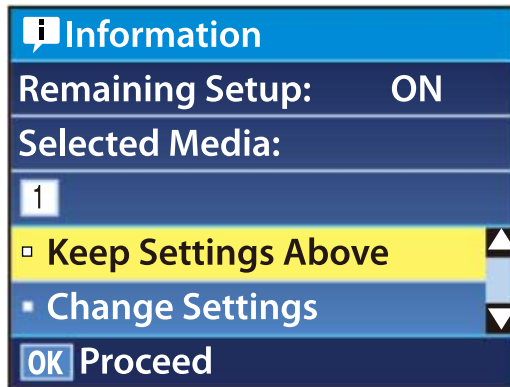 Information
Remaining Setup: ON
Selected Media:
1
Keep Settings Above
Change Settings
OK Proceed